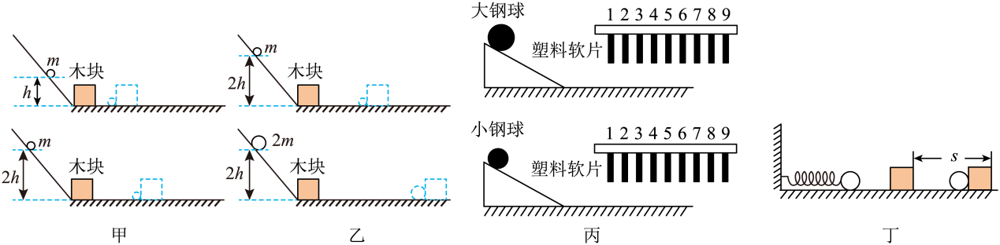 m
木块
h
m
木块
2h
甲
m
木块
2h
2m
木块
2h
乙
大钢球
1 2 3 4 5 6 7 8 9
塑料软片
小钢球
1 2 3 4 5 6 7 8 9
塑料软片
丙
s
丁